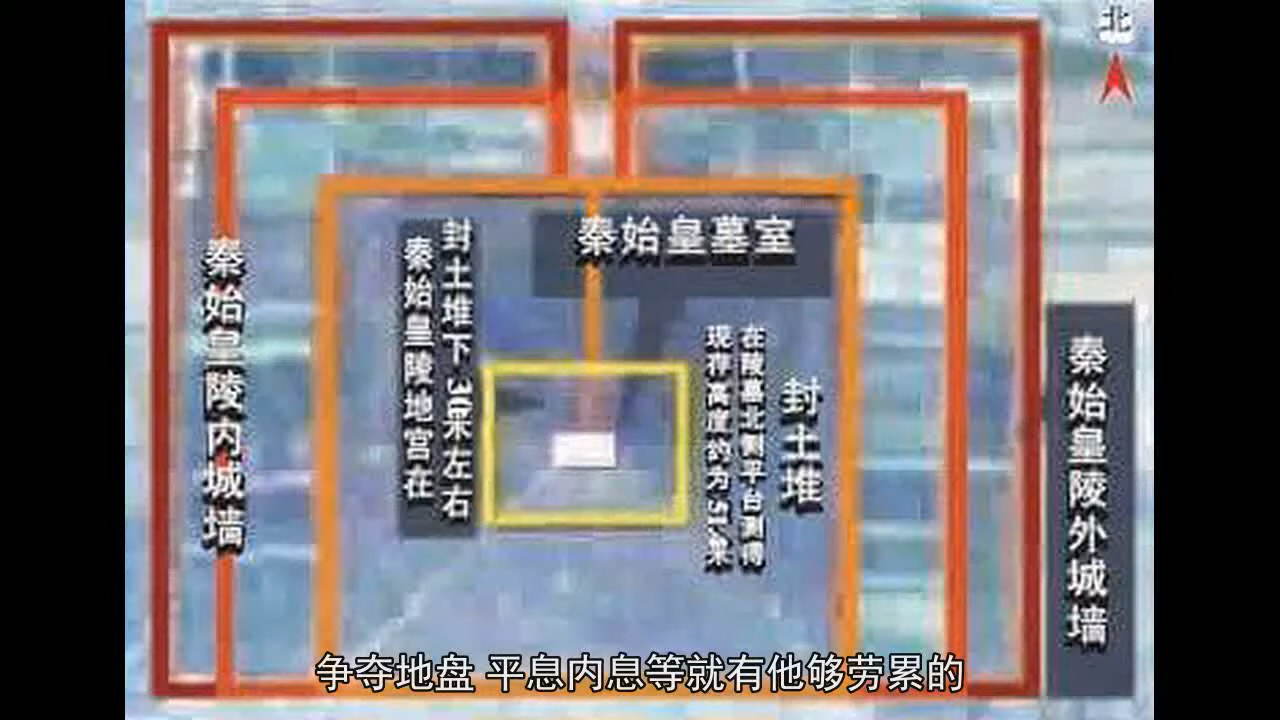 北
秦始皇陵内城墙
秦始皇陵地宫在
封土堆下30米左右
秦始皇墓室
封土堆
在陵墓北侧平台测得
现存高度约为51.米
秦始皇陵外城墙
争夺地盘 平息内息等就有他够劳累的